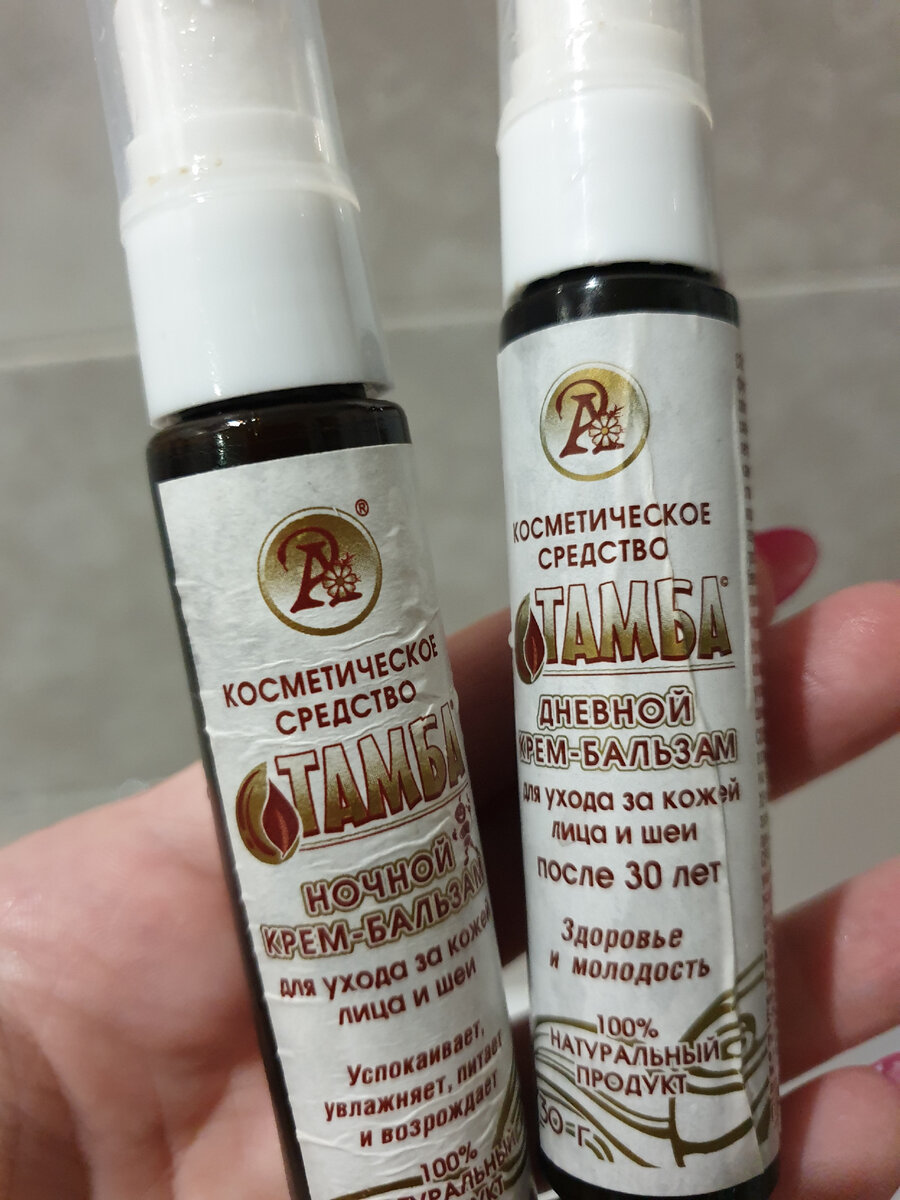 ®
КОСМЕТИЧЕСКОЕ
СРЕДСТВО
ТАМБА
НОЧНОЙ
КРЕМ-БАЛЬЗАМ
для ухода за кожей
лица и шеи
Успокаивает,
увлажняет, питает
и возрождает
100%
НАТУРАЛЬНЫЙ
КОСМЕТИЧЕСКОЕ
СРЕДСТВО
ТАМБА©
ДНЕВНОЙ
КРЕМ-БАЛЬЗАМ
для ухода за кожей
лица и шеи
после 30 лет
Здоровье
и молодость
100%
НАТУРАЛЬНЫЙ
ПРОДУКТ
30 г